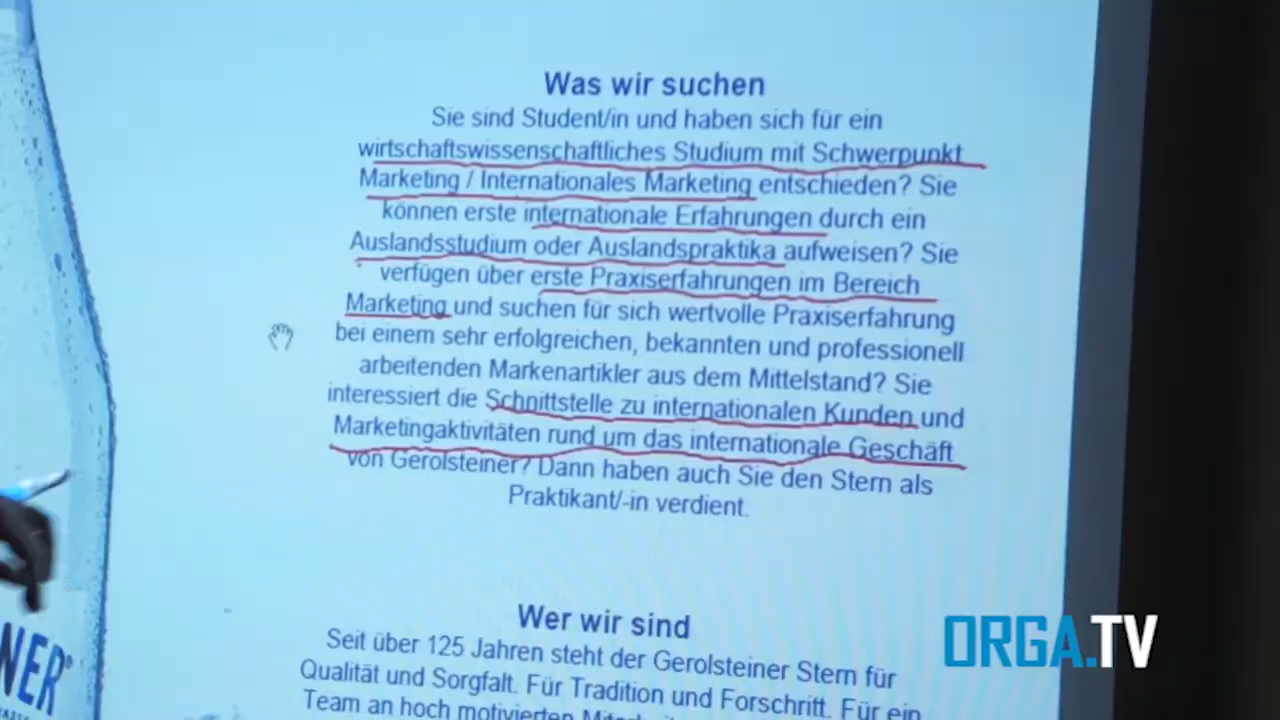 Was wir suchen
Sie sind Student/in und haben sich für ein
wirtschaftswissenschaftliches Studium mit Schwerpunkt
Marketing / Internationales Marketing entschieden? Sie
können erste internationale Erfahrungen durch ein
Auslandsstudium oder Auslandspraktika aufweisen? Sie
verfügen über erste Praxiserfahrungen im Bereich
Marketing und suchen für sich wertvolle Praxiserfahrung
bei einem sehr erfolgreichen, bekannten und professionell
arbeitenden Markenartikler aus dem Mittelstand? Sie
interessiert die Schnittstelle zu internationalen Kunden und
Marketingaktivitäten rund um das internationale Geschäft
von Gerolsteiner? Dann haben auch Sie den Stern als
Praktikant/-in verdient.
Wer wir sind
Seit über 125 Jahren steht der Gerolsteiner Stern für
Qualität und Sorgfalt. Für Tradition und Forschritt. Für ein
Team an hoch motivierten
NER®
ORGA.TV